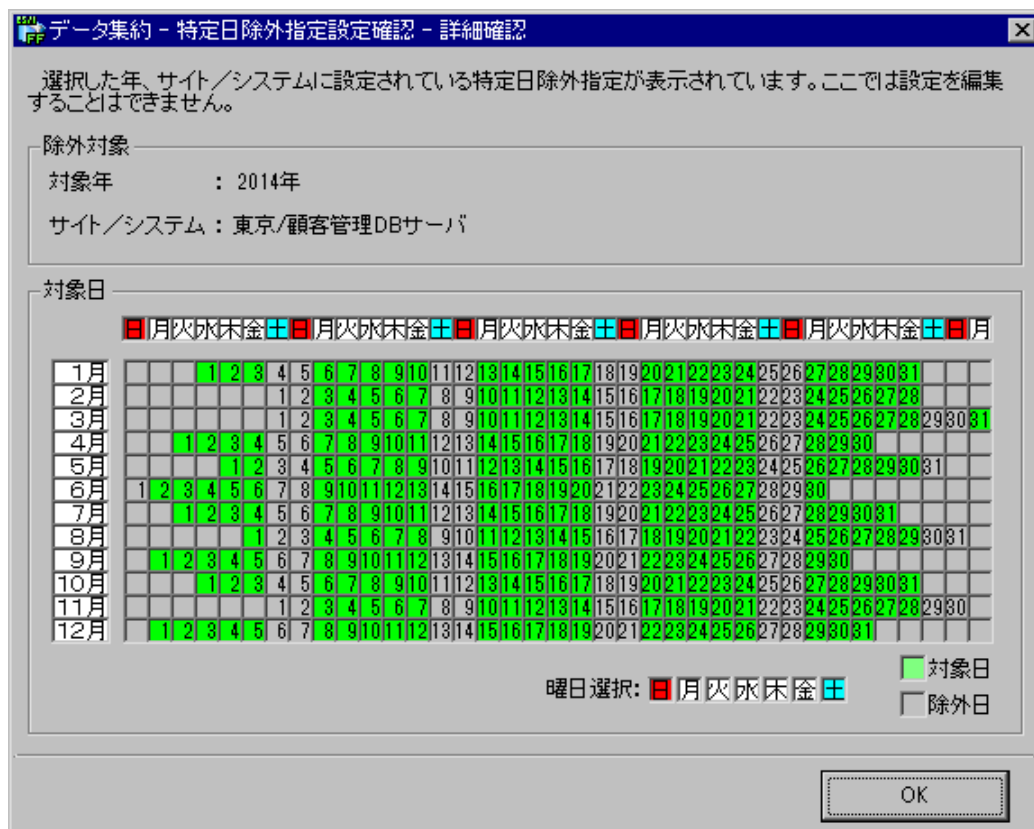 データ集約 - 特定日除外指定設定確認 - 詳細確認
選択した年、サイト／システムに設定されている特定日除外指定が表示されています。ここでは設定を編集
することはできません。
除外対象
対象年 : 2014年
サイト／システム : 東京/顧客管理DBサーバ
対象日
日 月 火 水 木 金 土 日 月 火 水 木 金 土 日 月 火 水 木 金 土 日 月 火 水 木 金 土 日 月 火 水 木 金 土 日 月
1月 1 2 3 4 5 6 7 8 9 10 11 12 13 14 15 16 17 18 19 20 21 22 23 24 25 26 27 28 29 30 31
2月 1 2 3 4 5 6 7 8 9 10 11 12 13 14 15 16 17 18 19 20 21 22 23 24 25 26 27 28
3月 1 2 3 4 5 6 7 8 9 10 11 12 13 14 15 16 17 18 19 20 21 22 23 24 25 26 27 28 29 30 31
4月 1 2 3 4 5 6 7 8 9 10 11 12 13 14 15 16 17 18 19 20 21 22 23 24 25 26 27 28 29 30
5月 1 2 3 4 5 6 7 8 9 10 11 12 13 14 15 16 17 18 19 20 21 22 23 24 25 26 27 28 29 30 31
6月 1 2 3 4 5 6 7 8 9 10 11 12 13 14 15 16 17 18 19 20 21 22 23 24 25 26 27 28 29 30
7月 1 2 3 4 5 6 7 8 9 10 11 12 13 14 15 16 17 18 19 20 21 22 23 24 25 26 27 28 29 30 31
8月 1 2 3 4 5 6 7 8 9 10 11 12 13 14 15 16 17 18 19 20 21 22 23 24 25 26 27 28 29 30 31
9月 1 2 3 4 5 6 7 8 9 10 11 12 13 14 15 16 17 18 19 20 21 22 23 24 25 26 27 28 29 30
10月 1 2 3 4 5 6 7 8 9 10 11 12 13 14 15 16 17 18 19 20 21 22 23 24 25 26 27 28 29 30 31
11月 1 2 3 4 5 6 7 8 9 10 11 12 13 14 15 16 17 18 19 20 21 22 23 24 25 26 27 28 29 30
12月 1 2 3 4 5 6 7 8 9 10 11 12 13 14 15 16 17 18 19 20 21 22 23 24 25 26 27 28 29 30 31
対象日
曜日選択: 日 月 火 水 木 金 土
除外日
OK